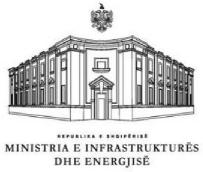 REPUBLIKA E SHQIPËRISË
MINISTRIA E INFRASTRUKTURËS
DHE ENERGJISË